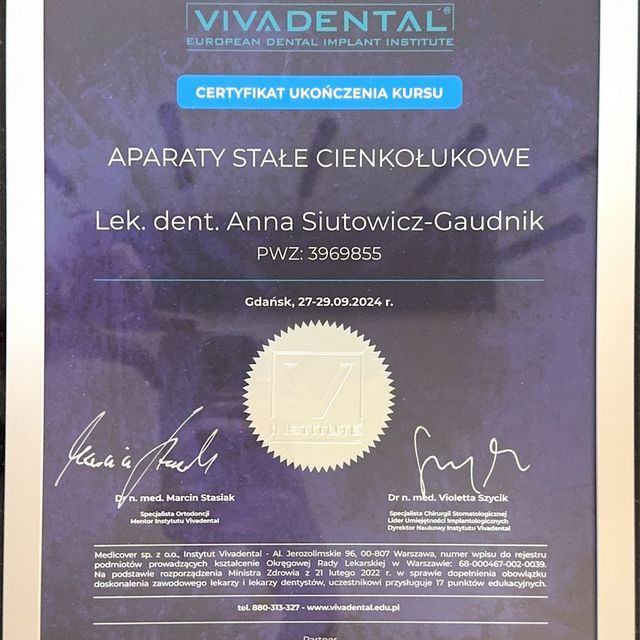 VIVADENTAL®
EUROPEAN DENTAL IMPLANT INSTITUTE
CERTYFIKAT UKOŃCZENIA KURSU
APARATY STAŁE CIENKOŁUKOWE
Lek. dent. Anna Siutowicz-Gaudnik
PWZ: 3969855
Gdańsk, 27-29.09.2024 r.
V
INSTITUTE
Dr n. med. Marcin Stasiak
Specjalista Ortodoncji
Mentor Instytutu Vivadental
Dr n. med. Violetta Szycik
Specjalista Chirurgii Stomatologicznej
Lider Umiejętności Implantologicznych
Dyrektor Naukowy Instytutu Vivadental
Medicover sp. z o.o., Instytut Vivadental - Al. Jerozolimskie 96, 00-807 Warszawa, numer wpisu do rejestru
podmiotów prowadzących kształcenie Okręgowej Rady Lekarskiej w Warszawie: 68-000467-002-0039.
Na podstawie rozporządzenia Ministra Zdrowia z 21 lutego 2022 r. w sprawie dopełnienia obowiązku
doskonalenia zawodowego lekarzy i lekarzy dentystów, uczestnikowi przysługuje 17 punktów edukacyjnych.
tel. 880-313-327 - www.vivadental.edu.pl
Partner